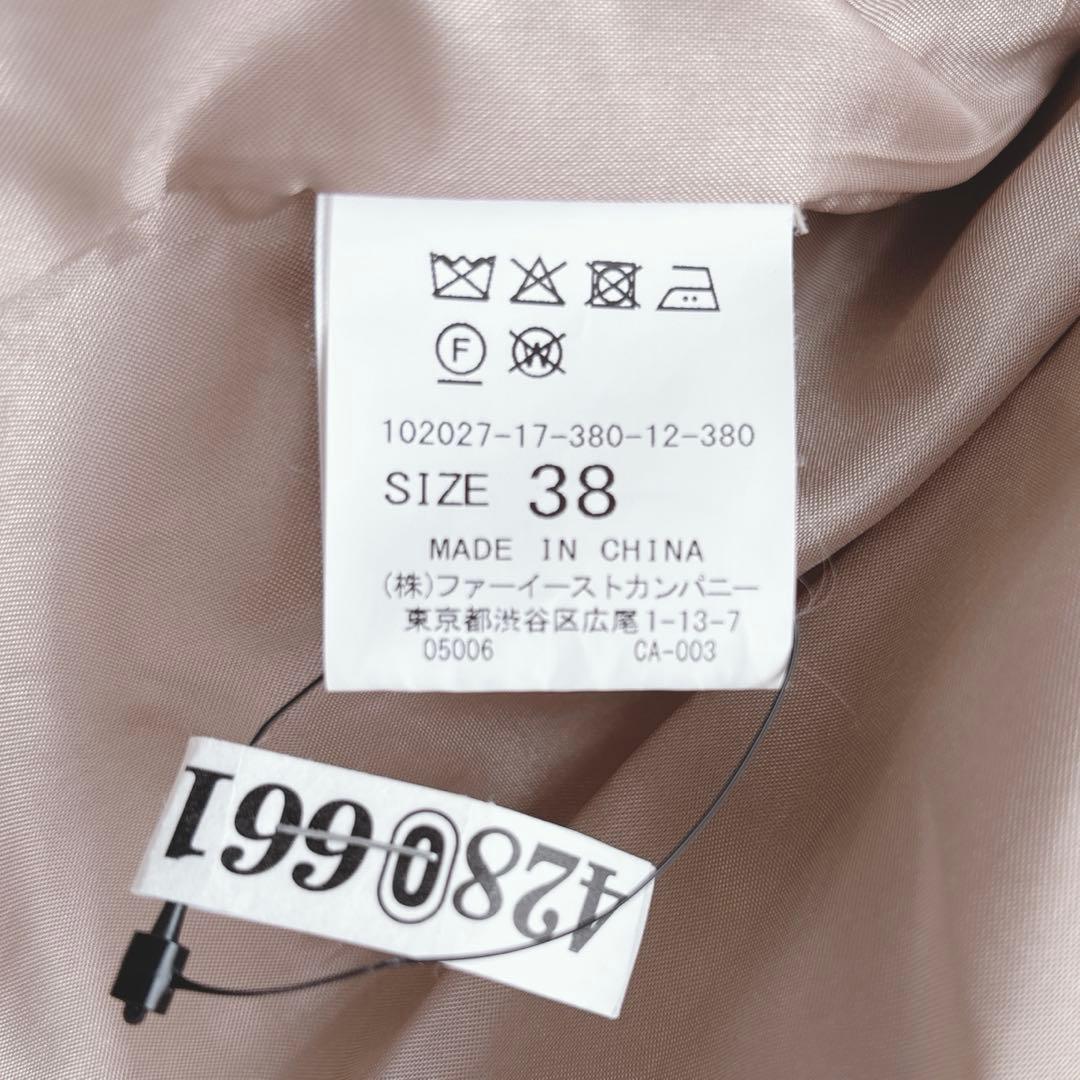 F
W
102027-17-380-12-380
SIZE 38
MADE IN CHINA
(株)ファーイーストカンパニー
東京都渋谷区広尾1-13-7
05006 CA-003
4280661